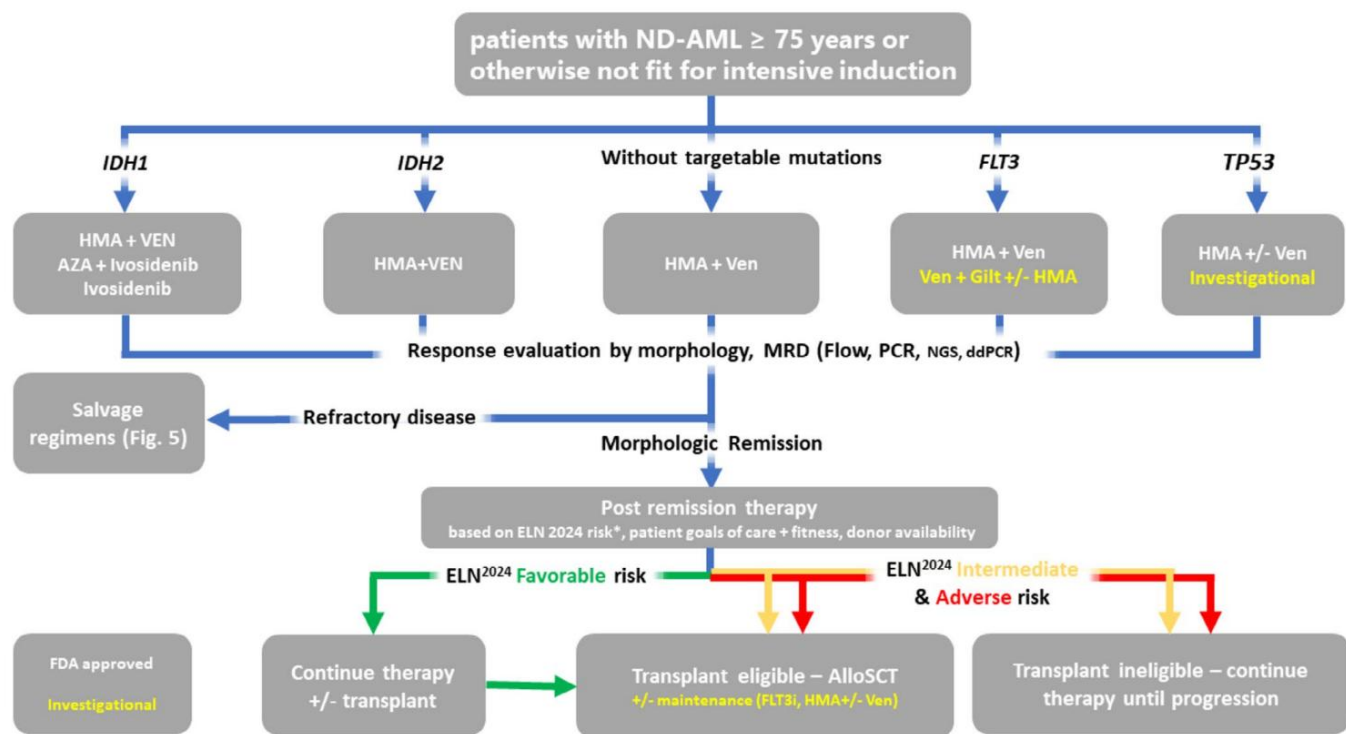 patients with ND-AML ≥ 75 years or
otherwise not fit for intensive induction
IDH1
IDH2
Without targetable mutations
FLT3
TP53
HMA + VEN
AZA + Ivosidenib
Ivosidenib
HMA+VEN
HMA + Ven
HMA + Ven
Ven + Gilt +/- HMA
HMA +/- Ven
Investigational
Response evaluation by morphology, MRD (Flow, PCR, NGS, ddPCR)
Salvage
regimens (Fig. 5)
Refractory disease
Morphologic Remission
Post remission therapy
based on ELN 2024 risk*, patient goals of care + fitness, donor availability
ELN²⁰²⁴ Favorable risk
ELN²⁰²⁴ Intermediate
& Adverse risk
FDA approved
Investigational
Continue therapy
+/- transplant
Transplant eligible – AlloSCT
+/- maintenance (FLT3i, HMA+/- Ven)
Transplant ineligible – continue
therapy until progression